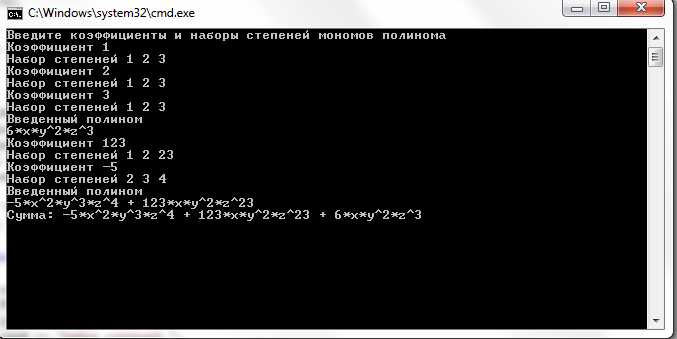 C:\Windows\system32\cmd.exe
Введите коэффициенты и наборы степеней мономов полинома
Коэффициент 1
Набор степеней 1 2 3
Коэффициент 2
Набор степеней 1 2 3
Коэффициент 3
Набор степеней 1 2 3
Введенный полином
6*x*y^2*z^3
Коэффициент 123
Набор степеней 1 2 23
Коэффициент -5
Набор степеней 2 3 4
Введенный полином
-5*x^2*y^3*z^4 + 123*x*y^2*z^23
Сумма: -5*x^2*y^3*z^4 + 123*x*y^2*z^23 + 6*x*y^2*z^3